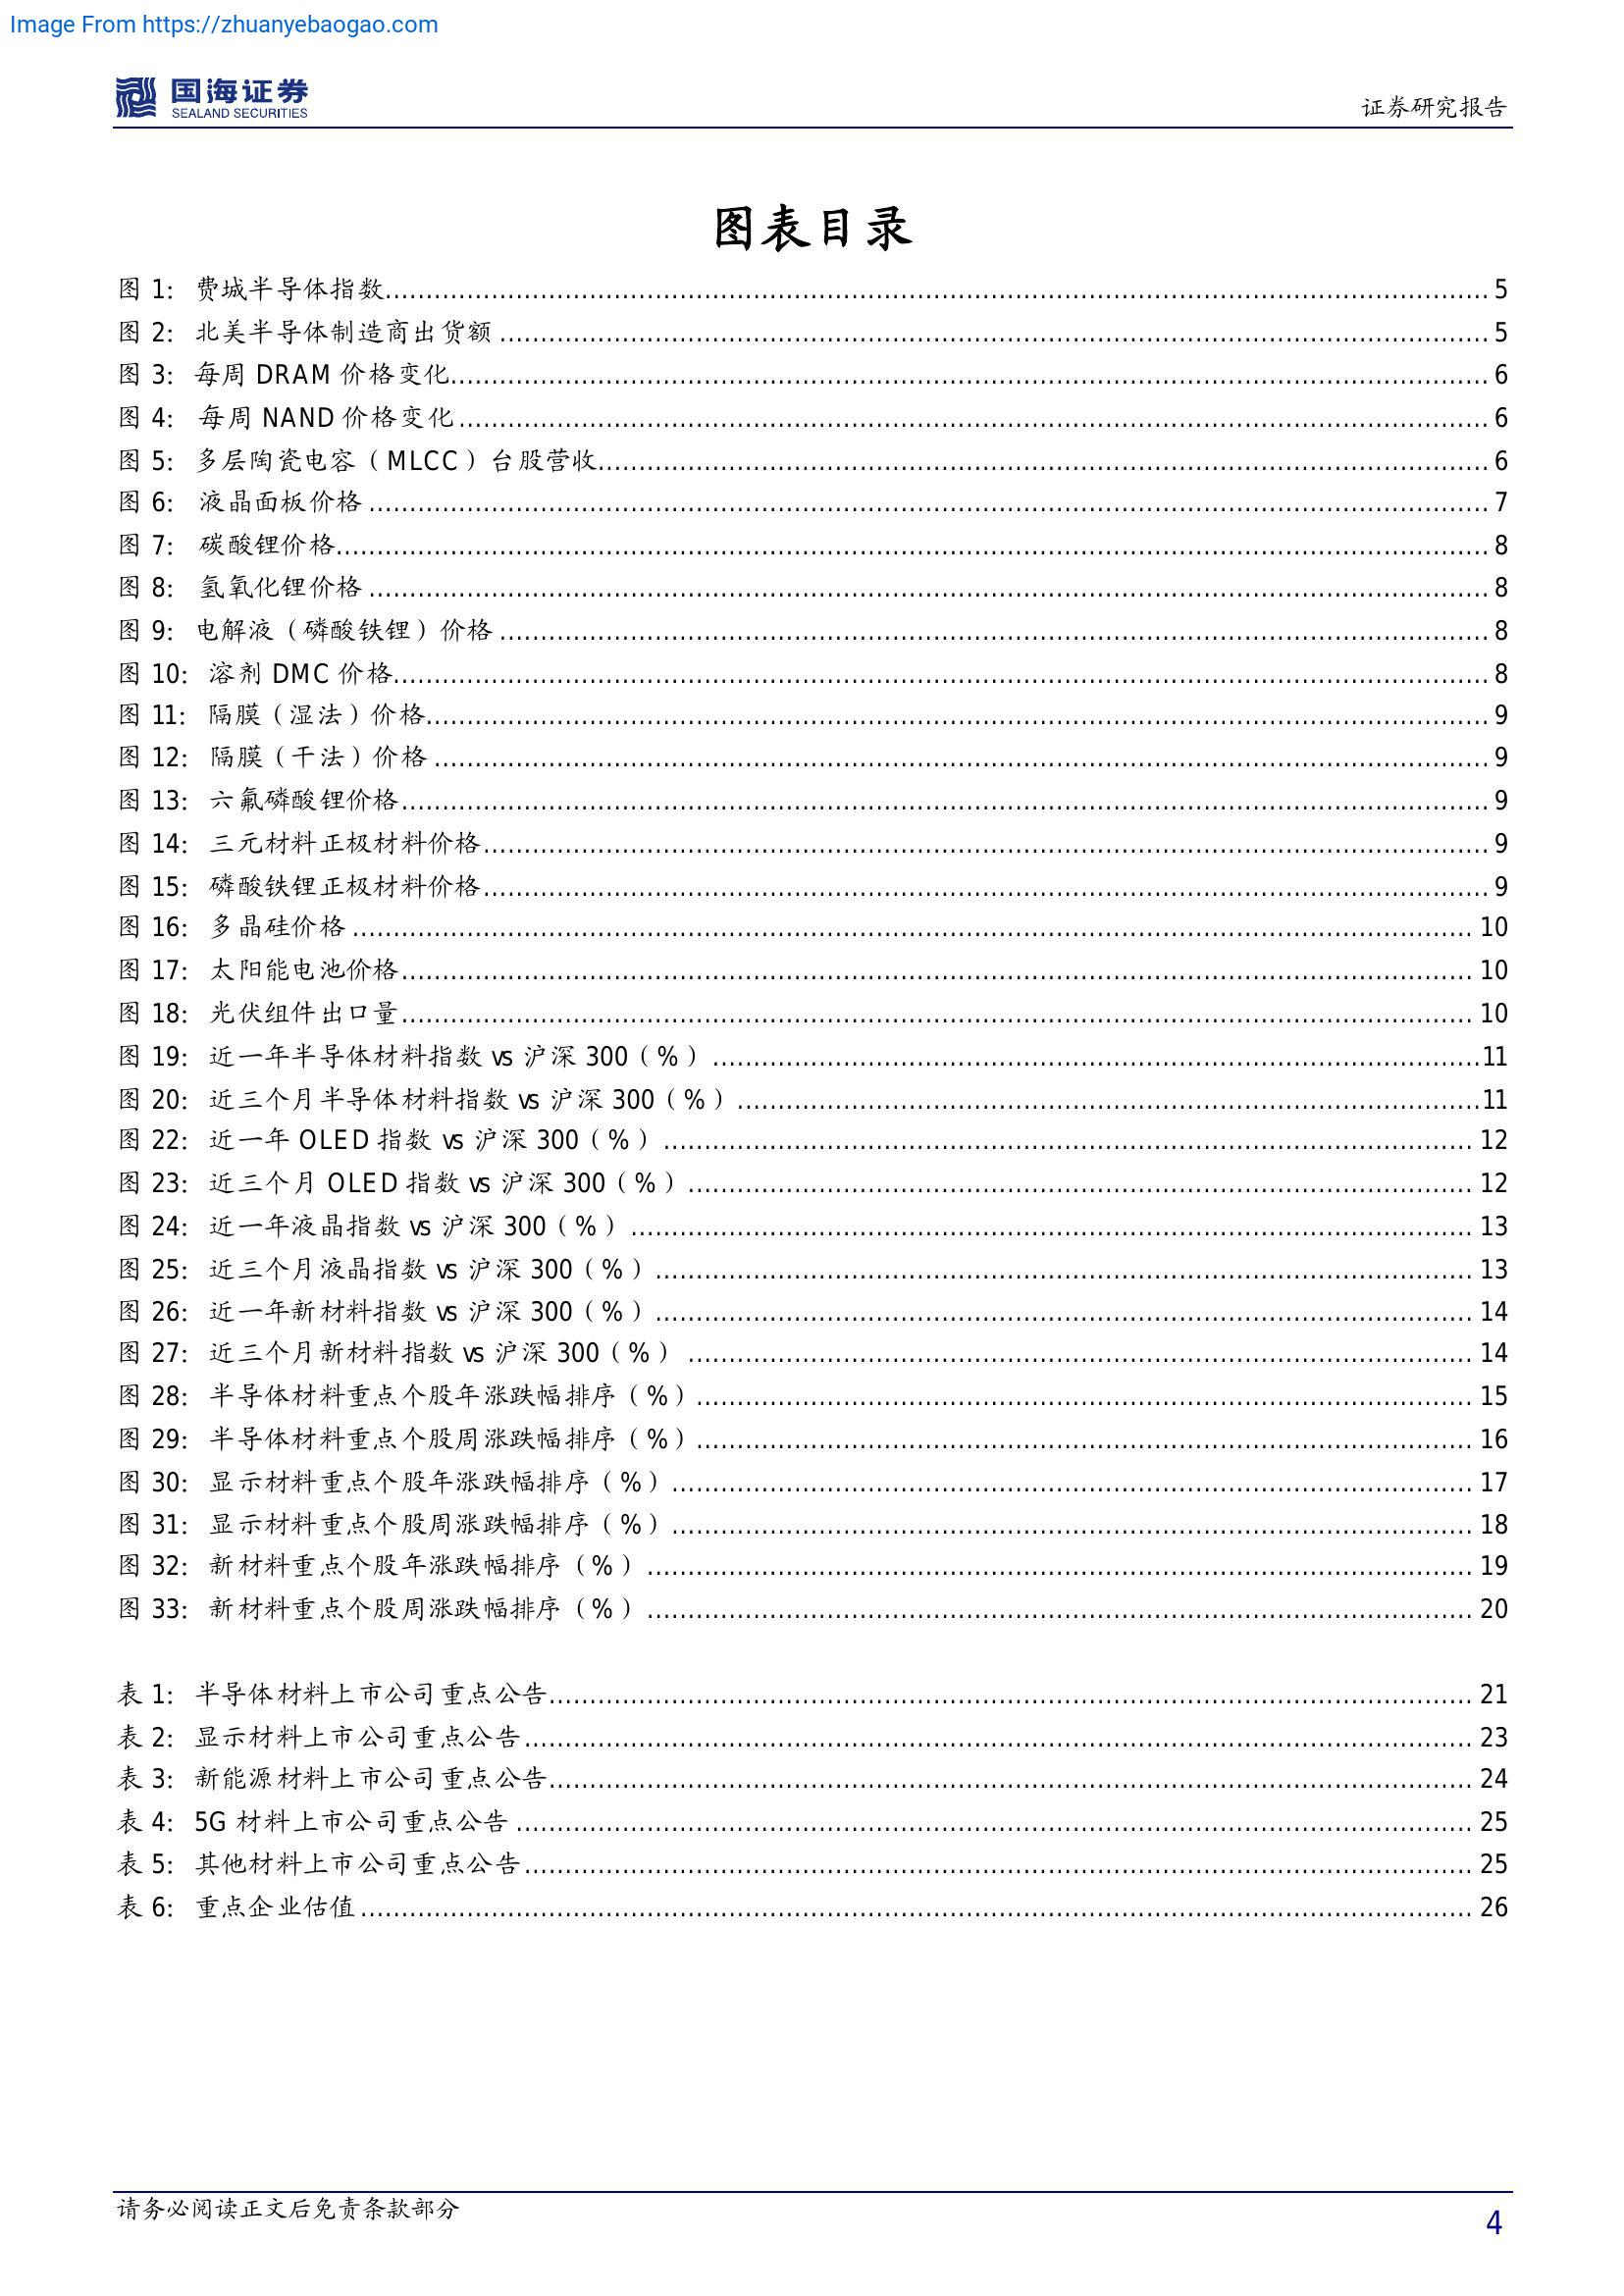 Image From https://zhuanyebaogao.com
国海证券
SEALAND SECURITIES
证券研究报告
图表目录
图 1: 费城半导体指数 5
图 2: 北美半导体制造商出货额 5
图 3: 每周 DRAM 价格变化 6
图 4: 每周 NAND 价格变化 6
图 5: 多层陶瓷电容（MLCC）台股营收 6
图 6: 液晶面板价格 7
图 7: 碳酸锂价格 8
图 8: 氢氧化锂价格 8
图 9: 电解液（磷酸铁锂）价格 8
图 10: 溶剂 DMC 价格 8
图 11: 隔膜（湿法）价格 9
图 12: 隔膜（干法）价格 9
图 13: 六氟磷酸锂价格 9
图 14: 三元材料正极材料价格 9
图 15: 磷酸铁锂正极材料价格 9
图 16: 多晶硅价格 10
图 17: 太阳能电池价格 10
图 18: 光伏组件出口量 10
图 19: 近一年半导体材料指数 vs 沪深 300（%） 11
图 20: 近三个月半导体材料指数 vs 沪深 300（%） 11
图 22: 近一年 OLED 指数 vs 沪深 300（%） 12
图 23: 近三个月 OLED 指数 vs 沪深 300（%） 12
图 24: 近一年液晶指数 vs 沪深 300（%） 13
图 25: 近三个月液晶指数 vs 沪深 300（%） 13
图 26: 近一年新材料指数 vs 沪深 300（%） 14
图 27: 近三个月新材料指数 vs 沪深 300（%） 14
图 28: 半导体材料重点个股年涨跌幅排序（%） 15
图 29: 半导体材料重点个股周涨跌幅排序（%） 16
图 30: 显示材料重点个股年涨跌幅排序（%） 17
图 31: 显示材料重点个股周涨跌幅排序（%） 18
图 32: 新材料重点个股年涨跌幅排序（%） 19
图 33: 新材料重点个股周涨跌幅排序（%） 20
表 1: 半导体材料上市公司重点公告 21
表 2: 显示材料上市公司重点公告 23
表 3: 新能源材料上市公司重点公告 24
表 4: 5G 材料上市公司重点公告 25
表 5: 其他材料上市公司重点公告 25
表 6: 重点企业估值 26
请务必阅读正文后免责条款部分
4